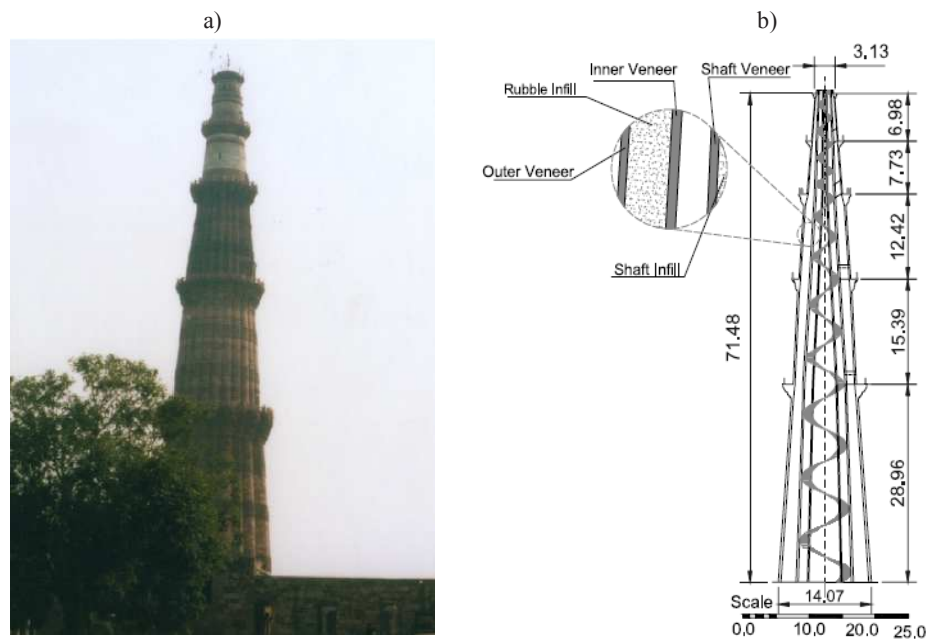 a)
b)
3.13
Inner Veneer
Shaft Veneer
Rubble Infill
Outer Veneer
Shaft Infill
6.98
7.73
12.42
15.39
71.48
28.96
14.07
Scale
0.0
10.0
20.0
25.0